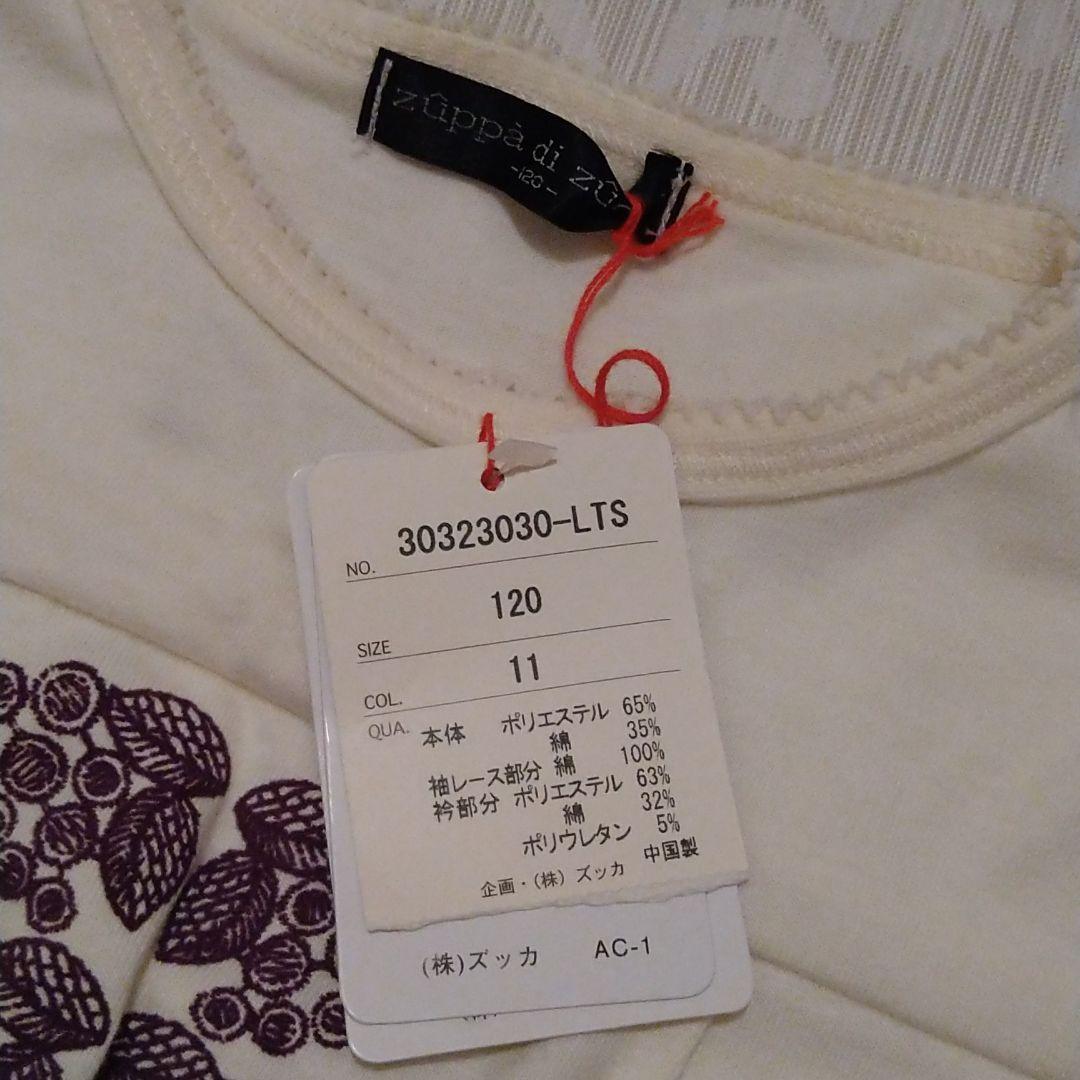 zûppà di zû
-120-
30323030-LTS
NO.
120
SIZE
11
COL.
QUA. 本体 ポリエステル 65%
綿 35%
袖レース部分 綿 100%
衿部分 ポリエステル 63%
綿 32%
ポリウレタン 5%
中国製
企画・(株) ズッカ
(株)ズッカ AC-1